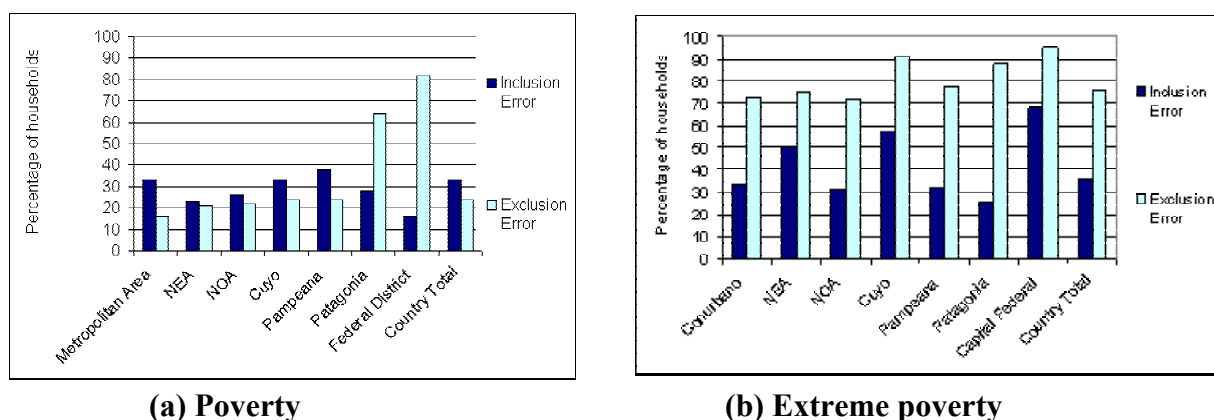 Percentage of households
100
90
80
70
60
50
40
30
20
10
0
Metropolitan Area
NEA
NOA
Cuyo
Pampeana
Patagonia
Federal District
Country Total
Inclusion
Error
Exclusion
Error
(a) Poverty
Percentage of households
100
90
80
70
60
50
40
30
20
10
0
Conurbano
NEA
NOA
Cuyo
Pampeana
Patagonia
Capital Federal
Country Total
Inclusion
Error
Exclusion
Error
(b) Extreme poverty